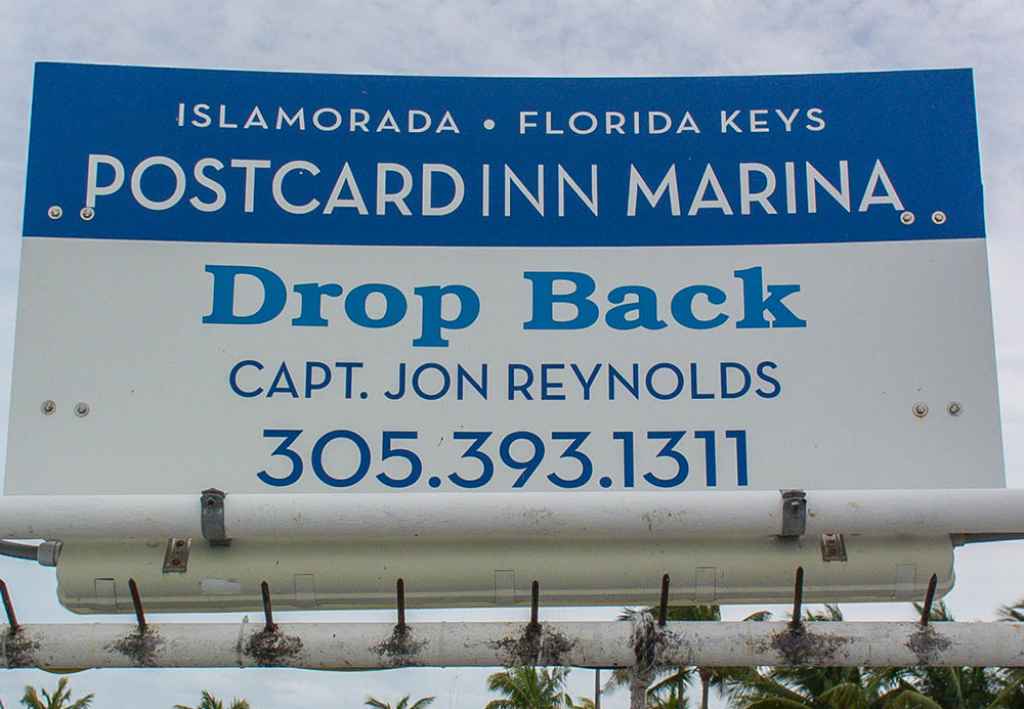 ISLAMORADA • FLORIDA KEYS
POSTCARD INN MARINA
Drop Back
CAPT. JON REYNOLDS
305.393.1311